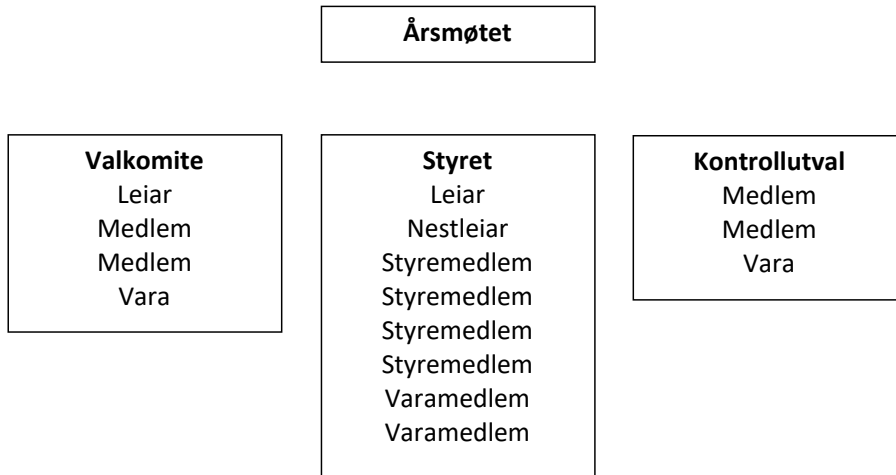 Årsmøtet
Valkomite
Leiar
Medlem
Medlem
Vara
Styret
Leiar
Nestleiar
Styremedlem
Styremedlem
Styremedlem
Styremedlem
Varamedlem
Varamedlem
Kontrollutval
Medlem
Medlem
Vara